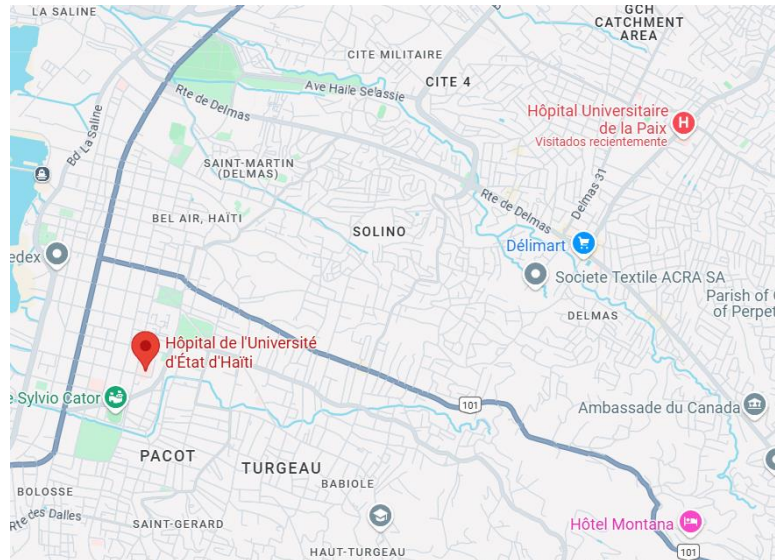 LA SALINE
GCH
CATCHMENT
AREA
CITE MILITAIRE
CITE 4
Ave Haile Selassie
Rte de Delmas
Hôpital Universitaire
de la Paix
Visitados recientemente
Bd La Saline
SAINT-MARTIN
(DELMAS)
Delmas 31
BEL AIR, HAÏTI
Rte de Delmas
SOLINO
Délimart
edex
Societe Textile ACRA SA
Parish of
of Perpet
DELMAS
Hôpital de l'Université
d'État d'Haïti
e Sylvio Cator
101
Ambassade du Canada
PACOT
TURGEAU
BABIOLE
BOLOSSE
Rte des Dalles
SAINT-GERARD
Hôtel Montana
HAUT-TURGEAU
101